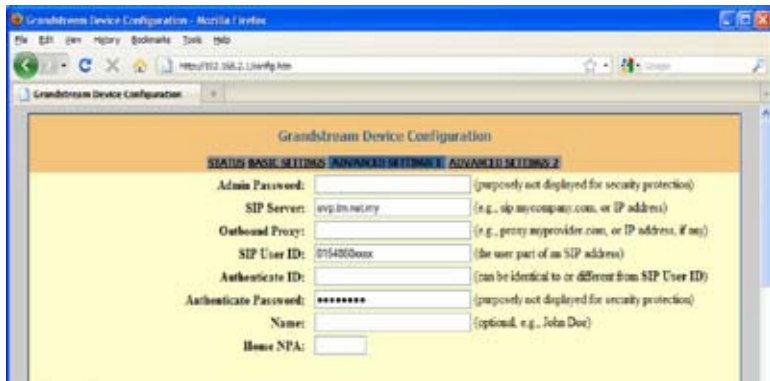 Grandstream Device Configuration - Mozilla Firefox
File Edit View History Bookmarks Tools Help
Grandstream Device Configuration
Grandstream Device Configuration
STATUS BASIC SETTINGS ADVANCED SETTINGS 1 ADVANCED SETTINGS 2
Admin Password: (purposely not displayed for security protection)
SIP Server: evp.tm.net.my (e.g., sip.mycompany.com, or IP address)
Outbound Proxy: (e.g., proxy.myprovider.com, or IP address, if any)
SIP User ID: (the user part of an SIP address)
Authenticate ID: (can be identical to or different from SIP User ID)
Authenticate Password: •••••••• (purposely not displayed for security protection)
Name: (optional, e.g., John Doe)
Home NPA: